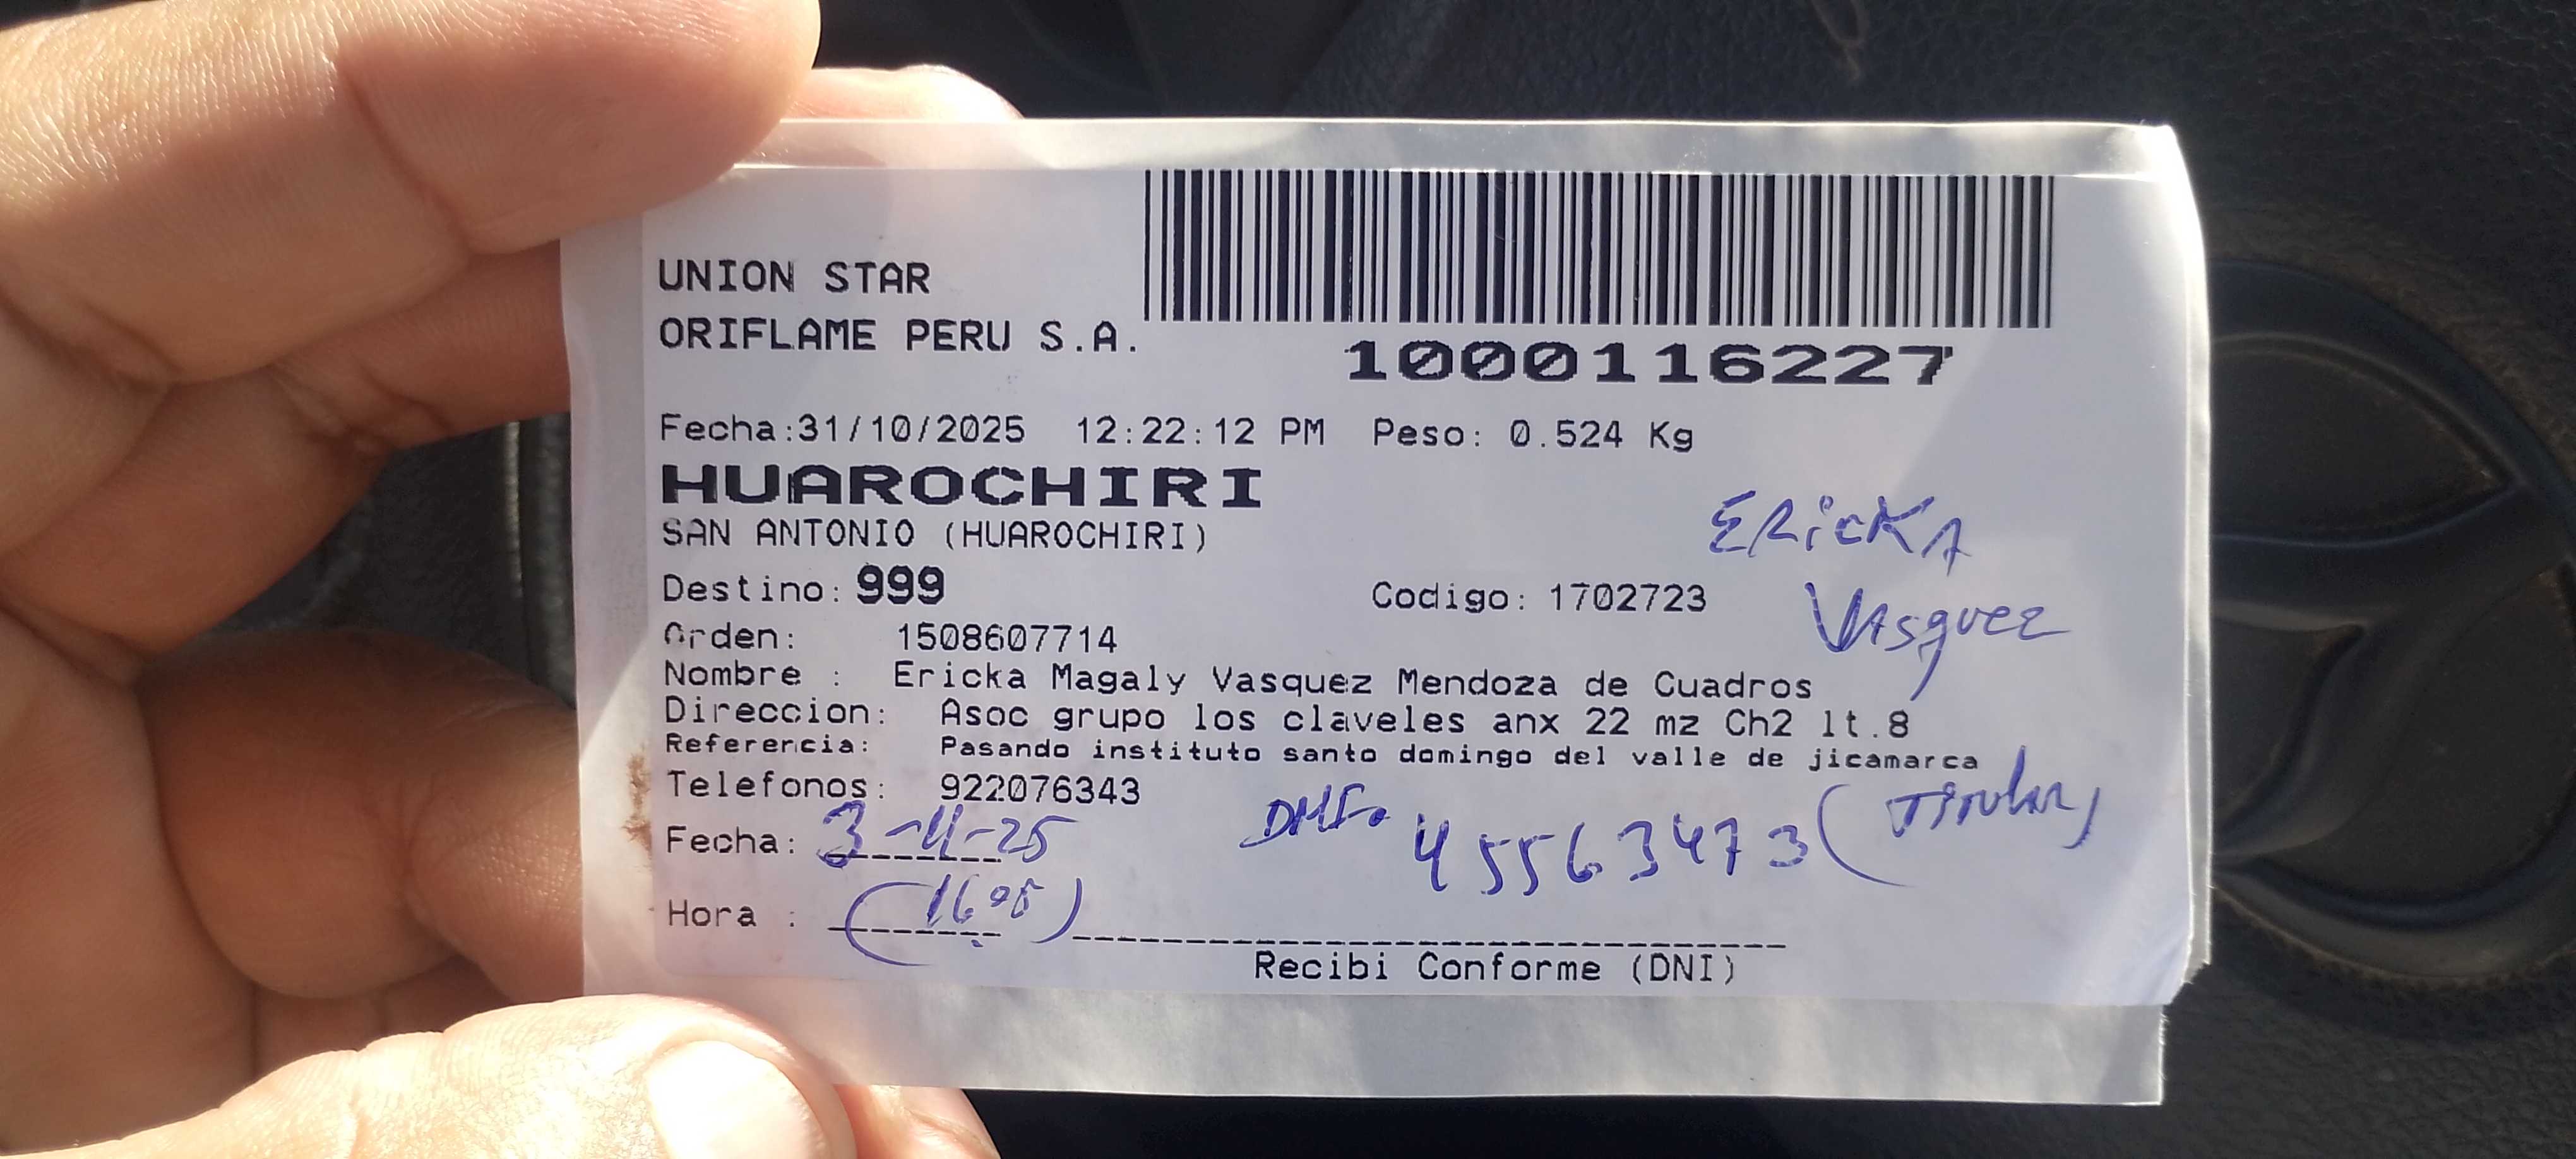 UNION STAR
ORIFLAME PERU S.A.
1000116227
Fecha:31/10/2025 12:22:12 PM Peso: 0.524 Kg
HUAROCHIRI
SAN ANTONIO (HUAROCHIRI)
ERicKA
Destino: 999 Codigo: 1702723
Vasquez
Orden: 1508607714
Nombre : Ericka Magaly Vasquez Mendoza de Cuadros
Direccion: Asoc grupo los claveles anx 22 mz Ch2 lt.8
Referencia: Pasando instituto santo domingo del valle de jicamarca
Telefonos: 922076343
Fecha: 3-11-25 45563473 (Titular)
Hora : (16:05)
Recibi Conforme (DNI)